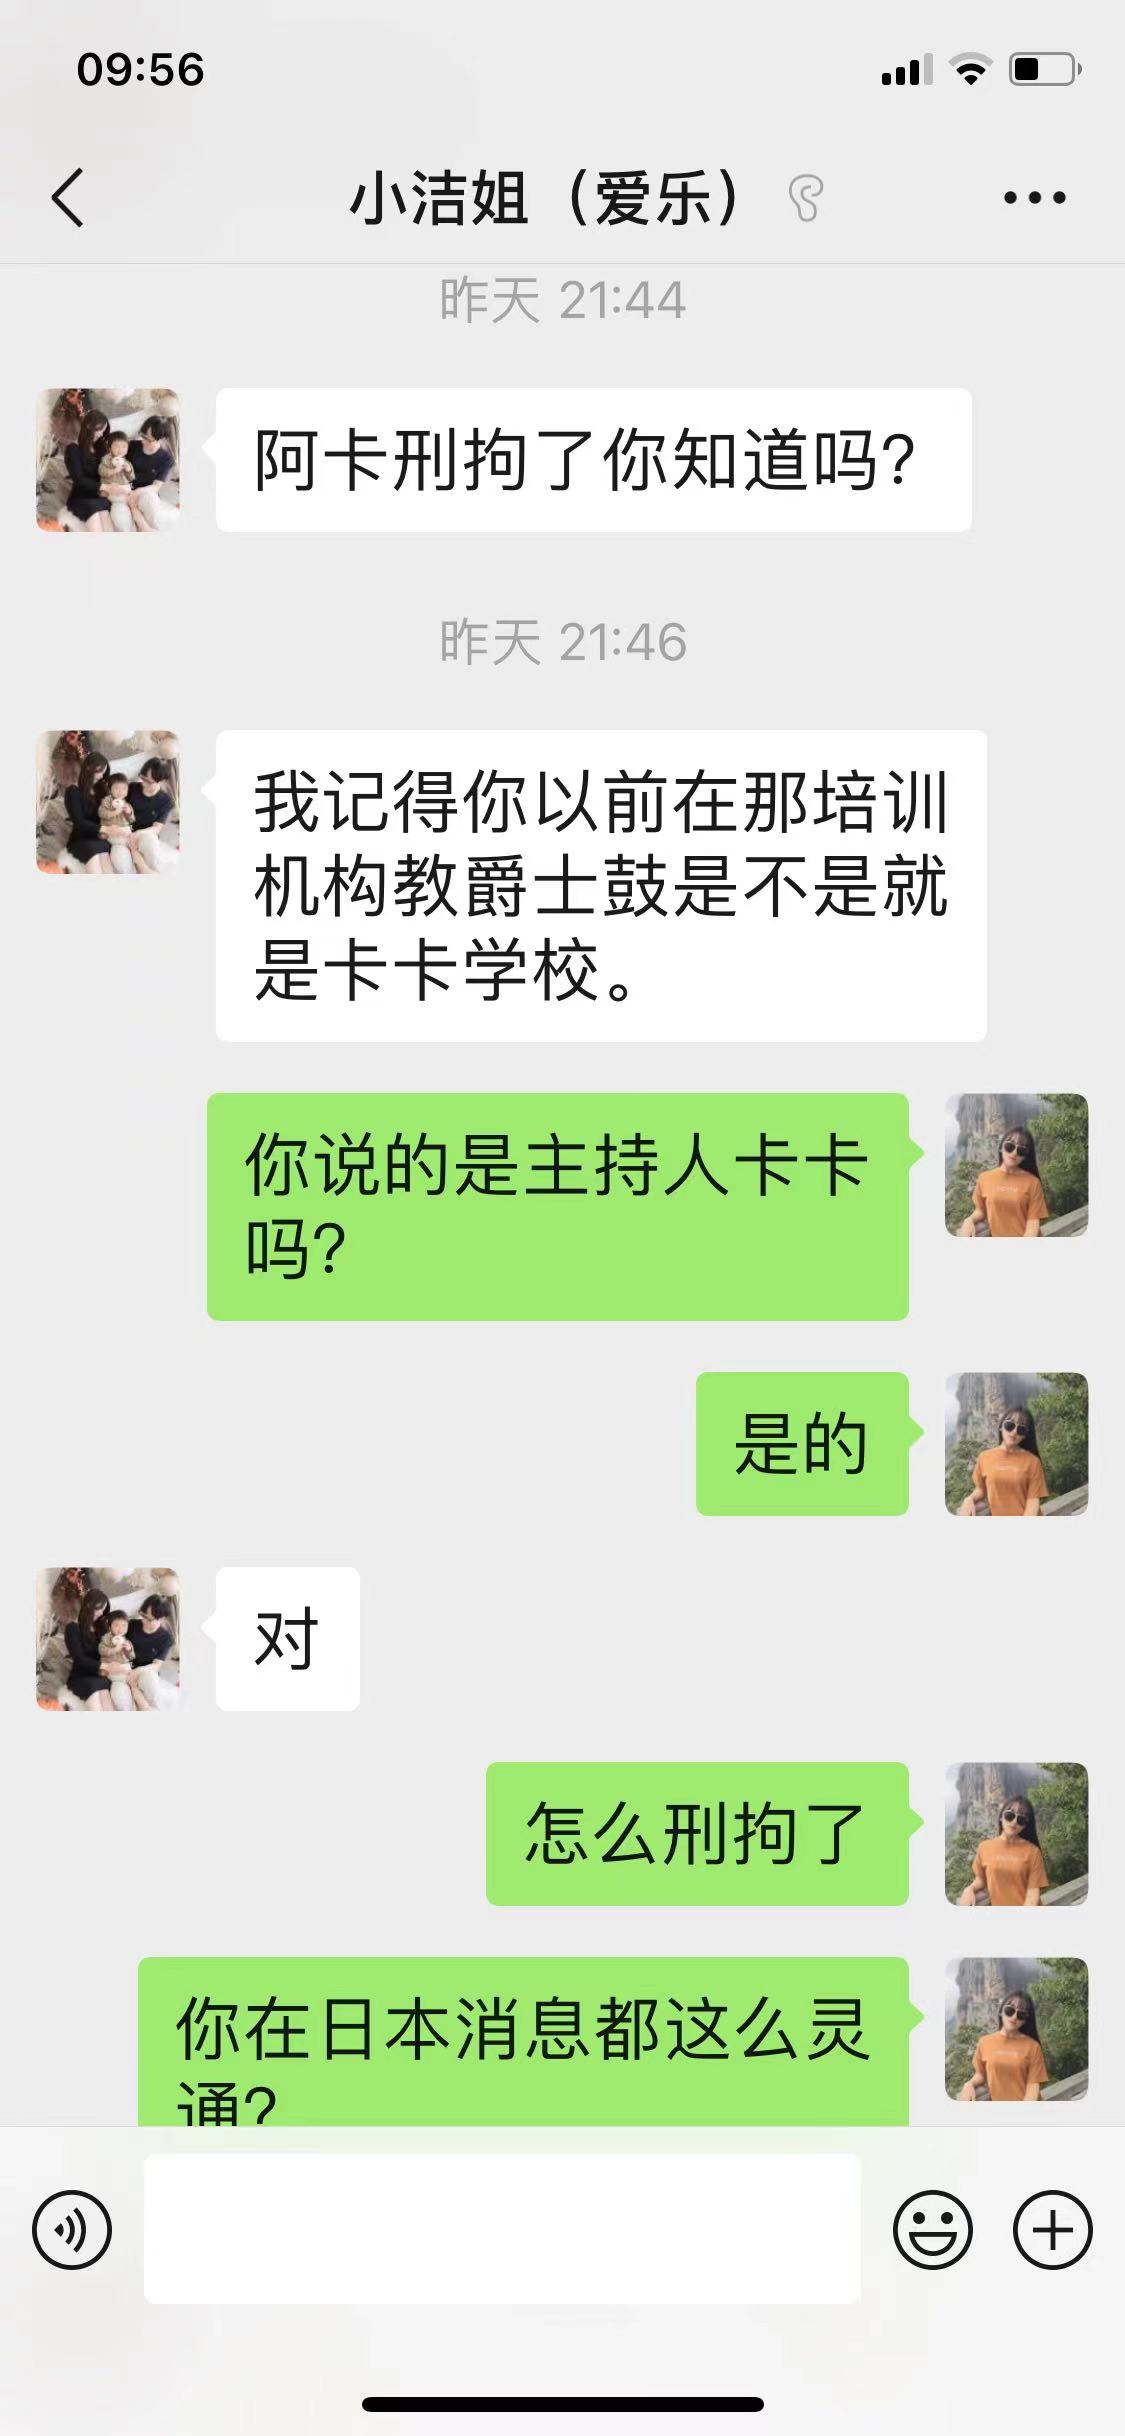 09:56
小洁姐（爱乐）
昨天 21:44
阿卡刑拘了你知道吗?
昨天 21:46
我记得你以前在那培训
机构教爵士鼓是不是就
是卡卡学校。
你说的是主持人卡卡
吗?
是的
对
怎么刑拘了
你在日本消息都这么灵
通?